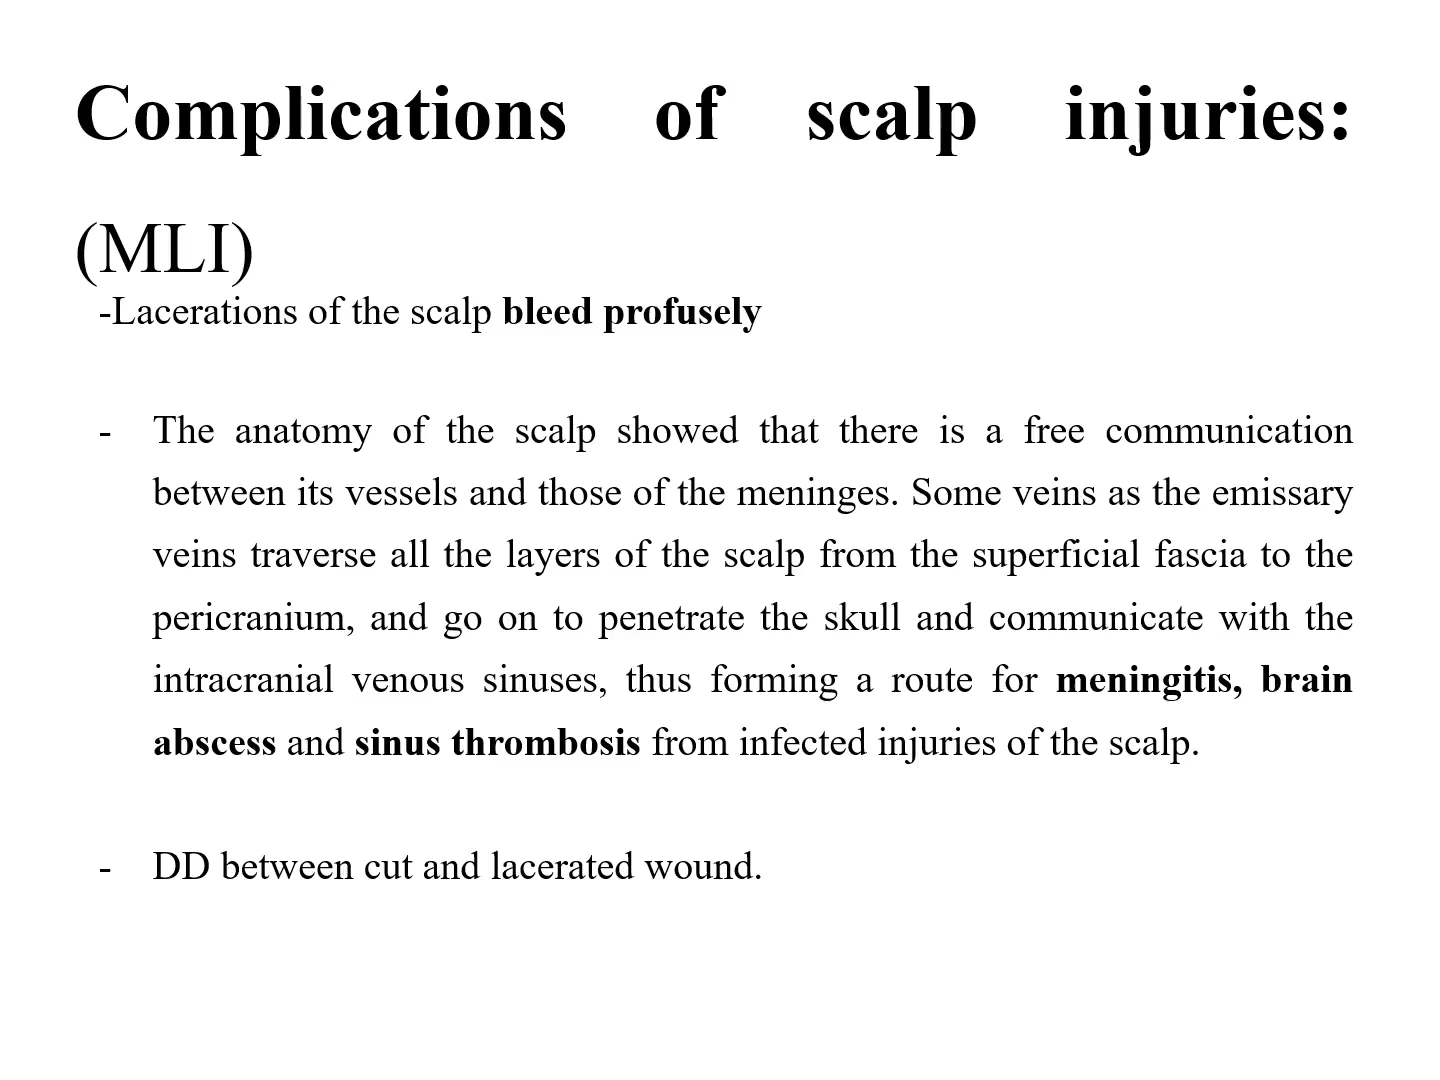 Complications of scalp injuries:
(MLI)
-Lacerations of the scalp bleed profusely
- The anatomy of the scalp showed that there is a free communication
between its vessels and those of the meninges. Some veins as the emissary
veins traverse all the layers of the scalp from the superficial fascia to the
pericranium, and go on to penetrate the skull and communicate with the
intracranial venous sinuses, thus forming a route for meningitis, brain
abscess and sinus thrombosis from infected injuries of the scalp.
- DD between cut and lacerated wound.